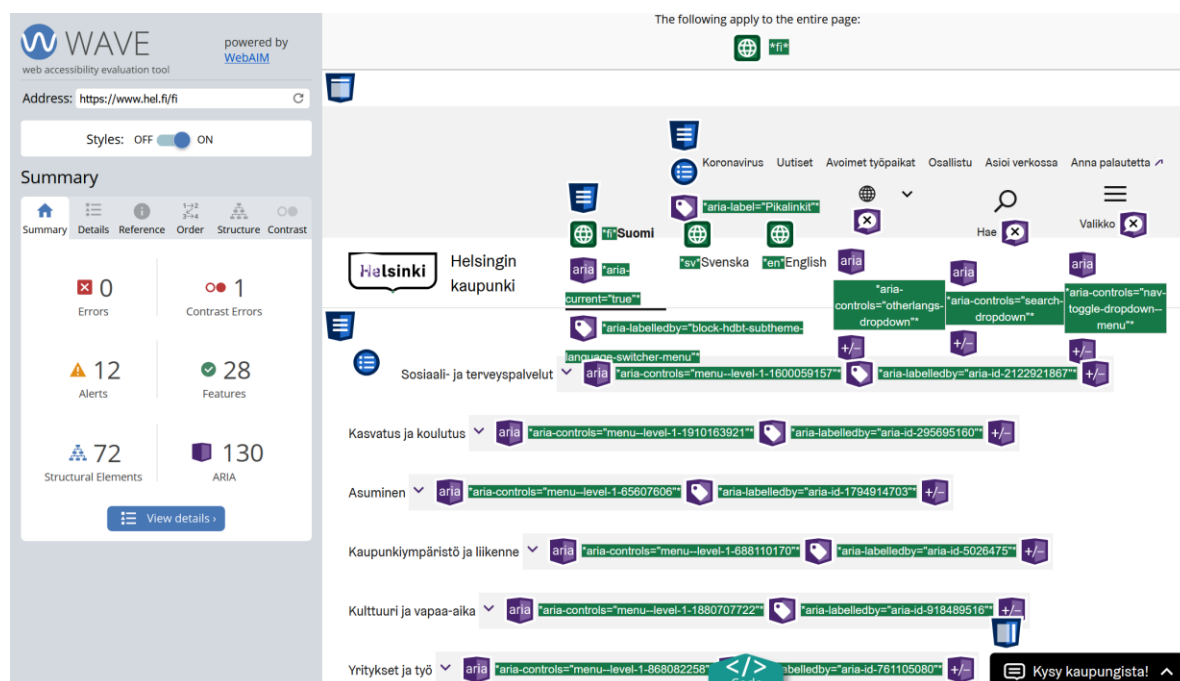 The following apply to the entire page:
*fi*
WAVE
web accessibility evaluation tool
powered by
WebAIM
Address: https://www.hel.fi/fi
Styles: OFF ON
Summary
Summary Details Reference Order Structure Contrast
0
Errors
1
Contrast Errors
12
Alerts
28
Features
72
Structural Elements
130
ARIA
View details ›
Koronavirus Uutiset Avoimet työpaikat Osallistu Asioi verkossa Anna palautetta
*aria-label="Pikalinkit"*
*fi*Suomi
*sv*Svenska
*en*English
Hae
Valikko
Helsinki
Helsingin
kaupunki
aria *aria-
current="true"*
*aria-labelledby="block-hdbt-subtheme-
language-switcher-menu"*
aria
*aria-
controls="otherlangs-
dropdown"*
+/-
aria
*aria-controls="search-
dropdown"*
+/-
aria
*aria-controls="nav-
toggle-dropdown--
menu"*
+/-
Sosiaali- ja terveyspalvelut aria *aria-controls="menu--level-1-1600059157"* *aria-labelledby="aria-id-2122921867"* +/-
Kasvatus ja koulutus aria *aria-controls="menu--level-1-1910163921"* *aria-labelledby="aria-id-295695160"* +/-
Asuminen aria *aria-controls="menu--level-1-65607606"* *aria-labelledby="aria-id-1794914703"* +/-
Kaupunkiympäristö ja liikenne aria *aria-controls="menu--level-1-688110170"* *aria-labelledby="aria-id-5026475"* +/-
Kulttuuri ja vapaa-aika aria *aria-controls="menu--level-1-1880707722"* *aria-labelledby="aria-id-918489516"* +/-
Yritykset ja työ aria *aria-controls="menu--level-1-868082258" </> belledby="aria-id-761105080"* +/-
Kysy kaupungista!